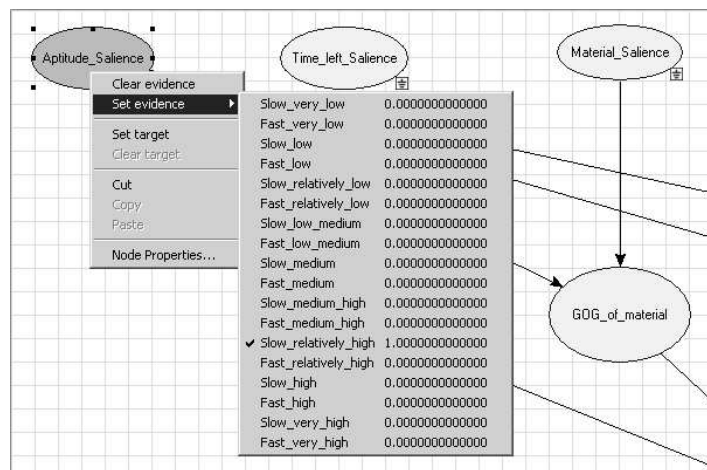 Aptitude_Salience
Time_left_Salience
Material_Salience
Clear evidence
Set evidence
Set target
Clear target
Cut
Copy
Paste
Node Properties...
Slow_very_low 0.0000000000000
Fast_very_low 0.0000000000000
Slow_low 0.0000000000000
Fast_low 0.0000000000000
Slow_relatively_low 0.0000000000000
Fast_relatively_low 0.0000000000000
Slow_low_medium 0.0000000000000
Fast_low_medium 0.0000000000000
Slow_medium 0.0000000000000
Fast_medium 0.0000000000000
Slow_medium_high 0.0000000000000
Fast_medium_high 0.0000000000000
Slow_relatively_high 1.0000000000000
Fast_relatively_high 0.0000000000000
Slow_high 0.0000000000000
Fast_high 0.0000000000000
Slow_very_high 0.0000000000000
Fast_very_high 0.0000000000000
GOG_of_material